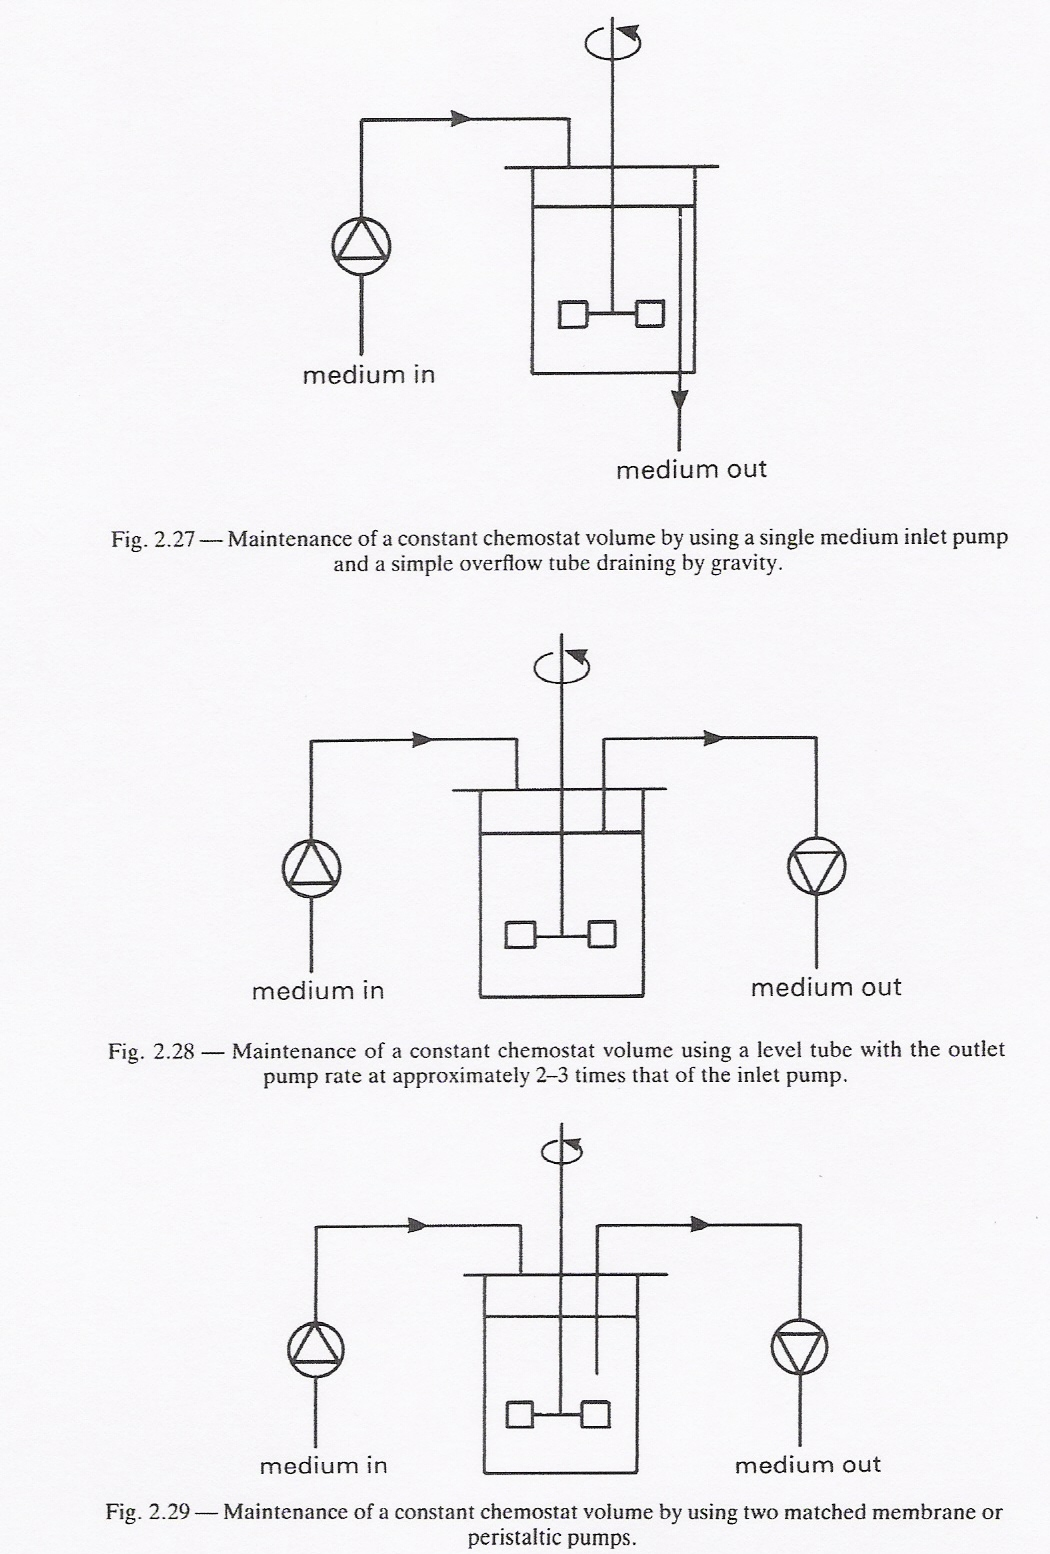 medium in
medium out
Fig. 2.27 — Maintenance of a constant chemostat volume by using a single medium inlet pump
and a simple overflow tube draining by gravity.
medium in
medium out
Fig. 2.28 — Maintenance of a constant chemostat volume using a level tube with the outlet
pump rate at approximately 2–3 times that of the inlet pump.
medium in
medium out
Fig. 2.29 — Maintenance of a constant chemostat volume by using two matched membrane or
peristaltic pumps.